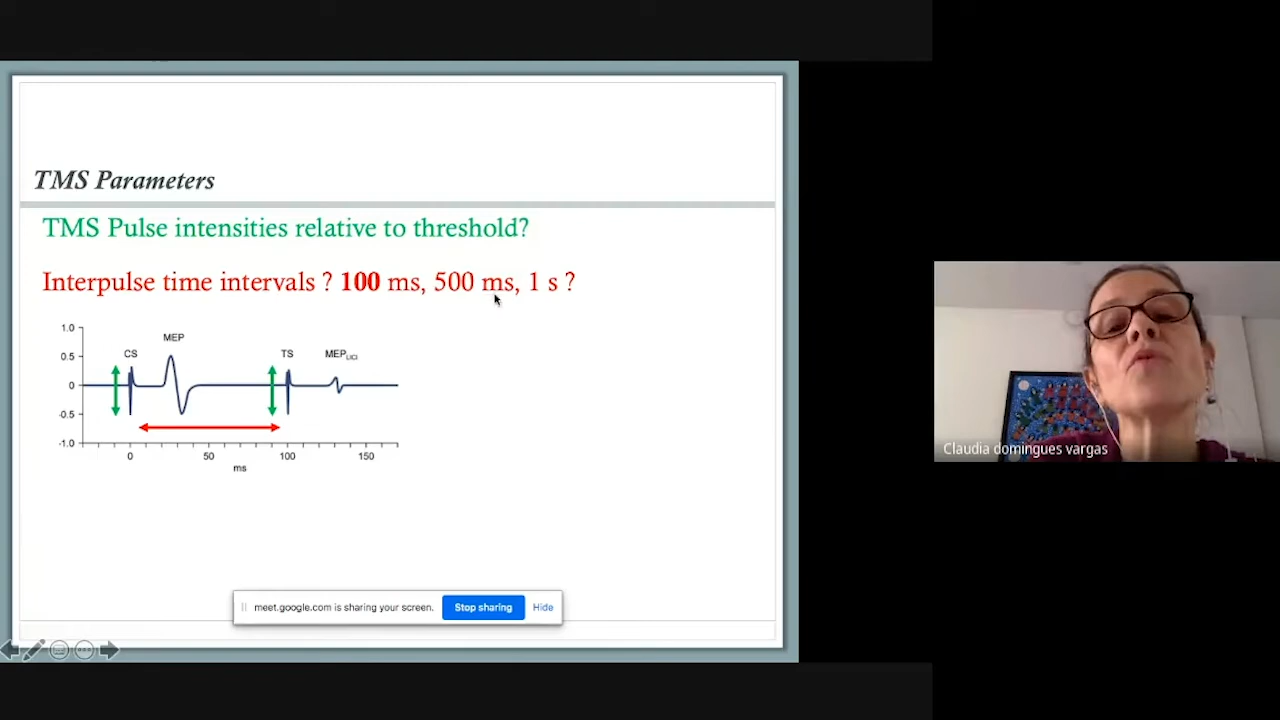 TMS Parameters
TMS Pulse intensities relative to threshold?
Interpulse time intervals ? 100 ms, 500 ms, 1 s ?
1.0
0.5
0
-0.5
-1.0
CS
MEP
TS
MEPLICI
0
50
100
150
ms
meet.google.com is sharing your screen.
Stop sharing
Hide
Claudia domingues vargas